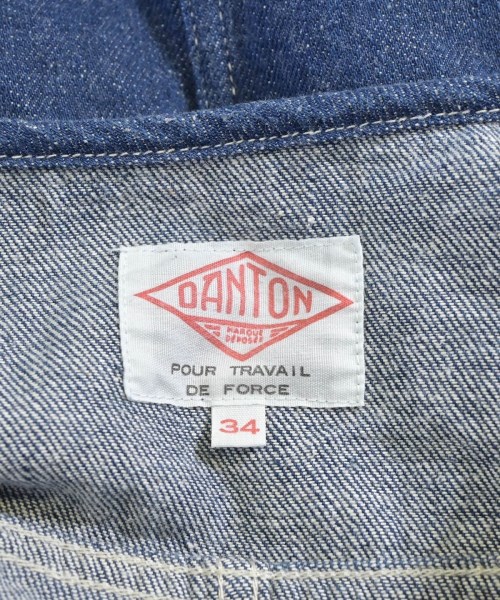 DANTON
MARQUE
DÉPOSÉE
POUR TRAVAIL
DE FORCE
34